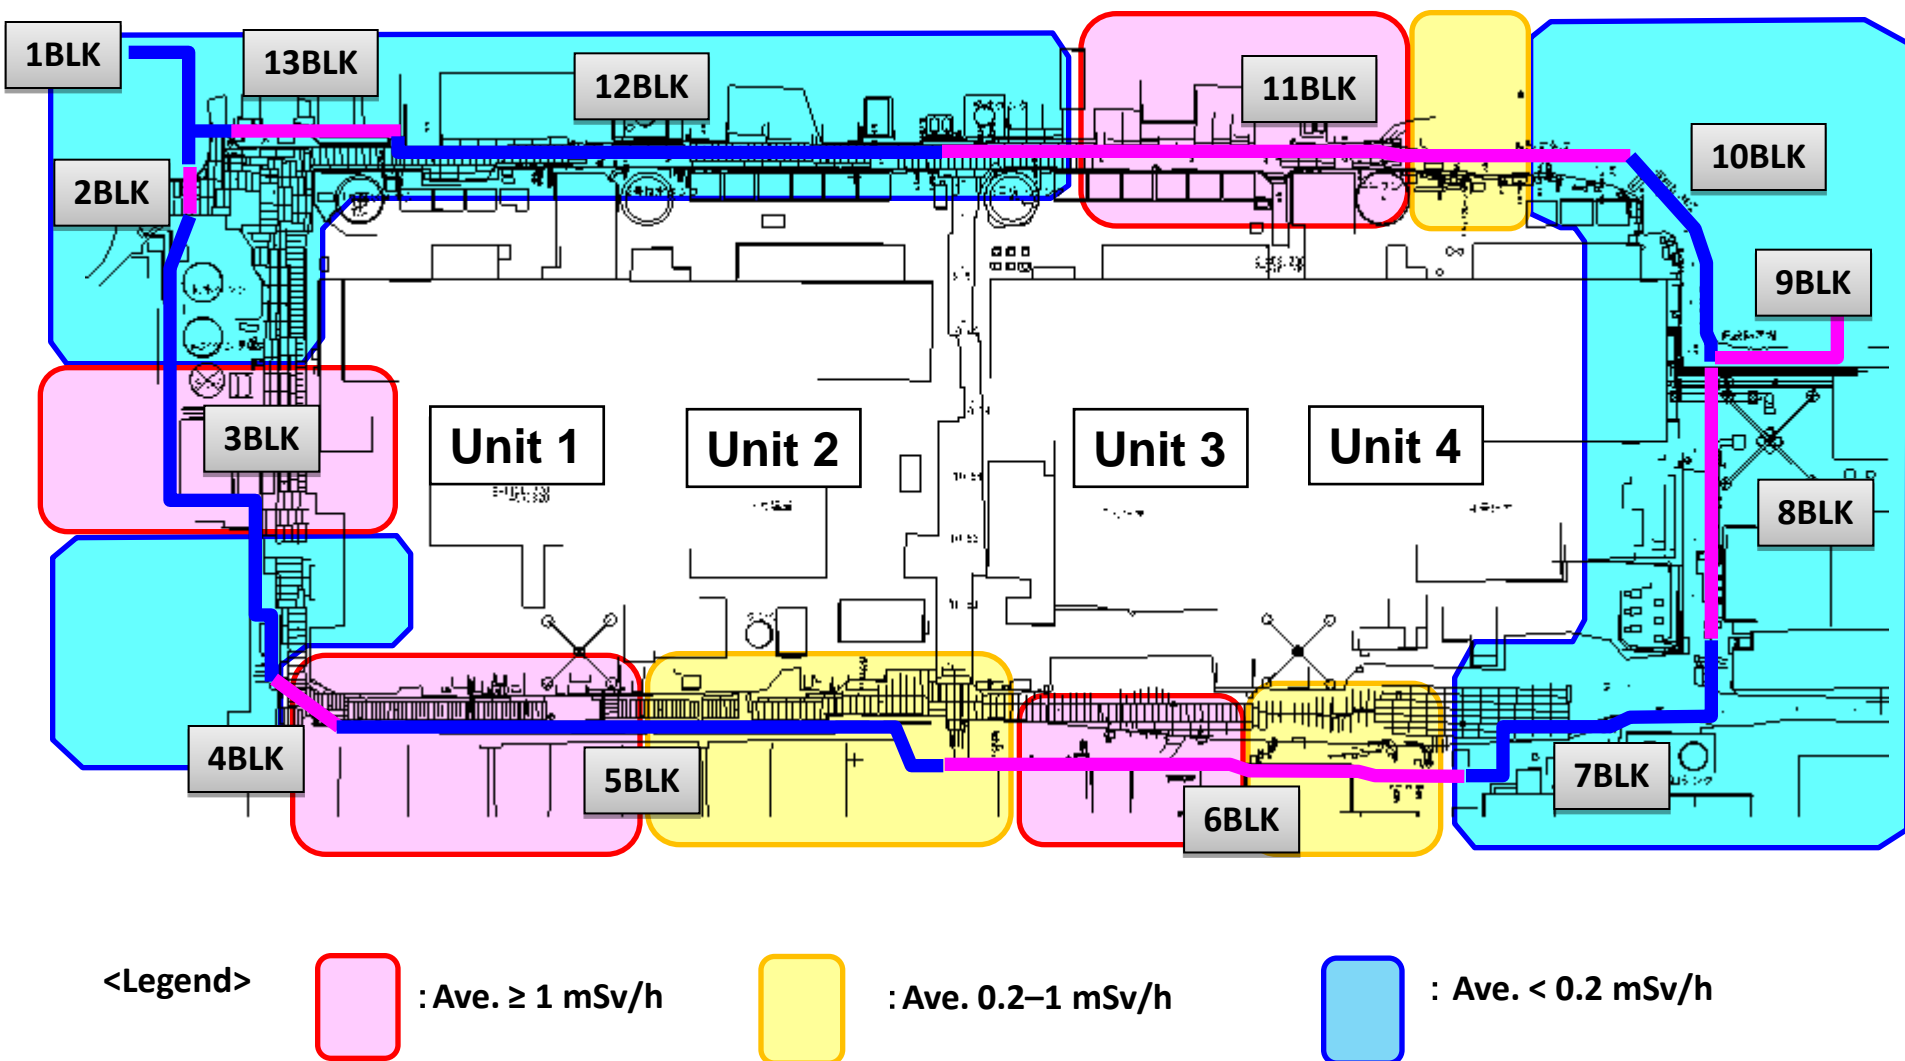 1BLK
13BLK
12BLK
11BLK
10BLK
2BLK
9BLK
3BLK
Unit 1
Unit 2
Unit 3
Unit 4
8BLK
4BLK
5BLK
6BLK
7BLK
<Legend>
: Ave. ≥ 1 mSv/h
: Ave. 0.2–1 mSv/h
: Ave. < 0.2 mSv/h